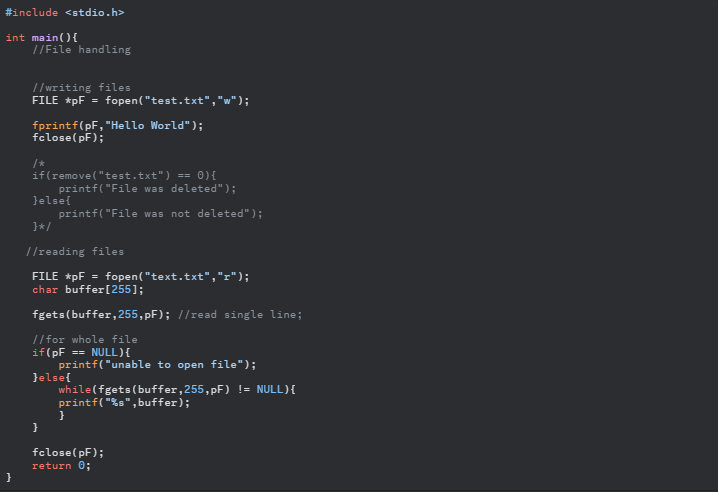 #include <stdio.h>
int main(){
//File handling
//writing files
FILE *pF = fopen("test.txt","w");
fprintf(pF,"Hello World");
fclose(pF);
/*
if(remove("test.txt") == 0){
printf("File was deleted");
}else{
printf("File was not deleted");
}*/
//reading files
FILE *pF = fopen("text.txt","r");
char buffer[255];
fgets(buffer,255,pF); //read single line;
//for whole file
if(pF == NULL){
printf("unable to open file");
}else{
while(fgets(buffer,255,pF) != NULL){
printf("%s",buffer);
}
}
fclose(pF);
return 0;
}